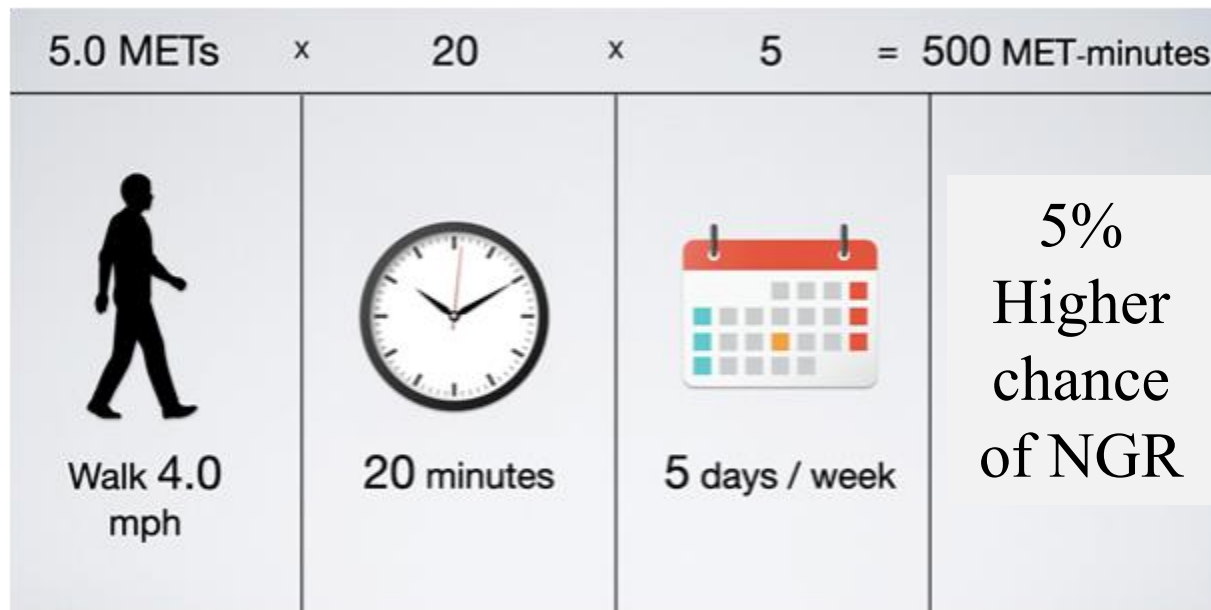 5.0 METs x 20 x 5 = 500 MET-minutes
Walk 4.0
mph
20 minutes
5 days / week
5%
Higher
chance
of NGR